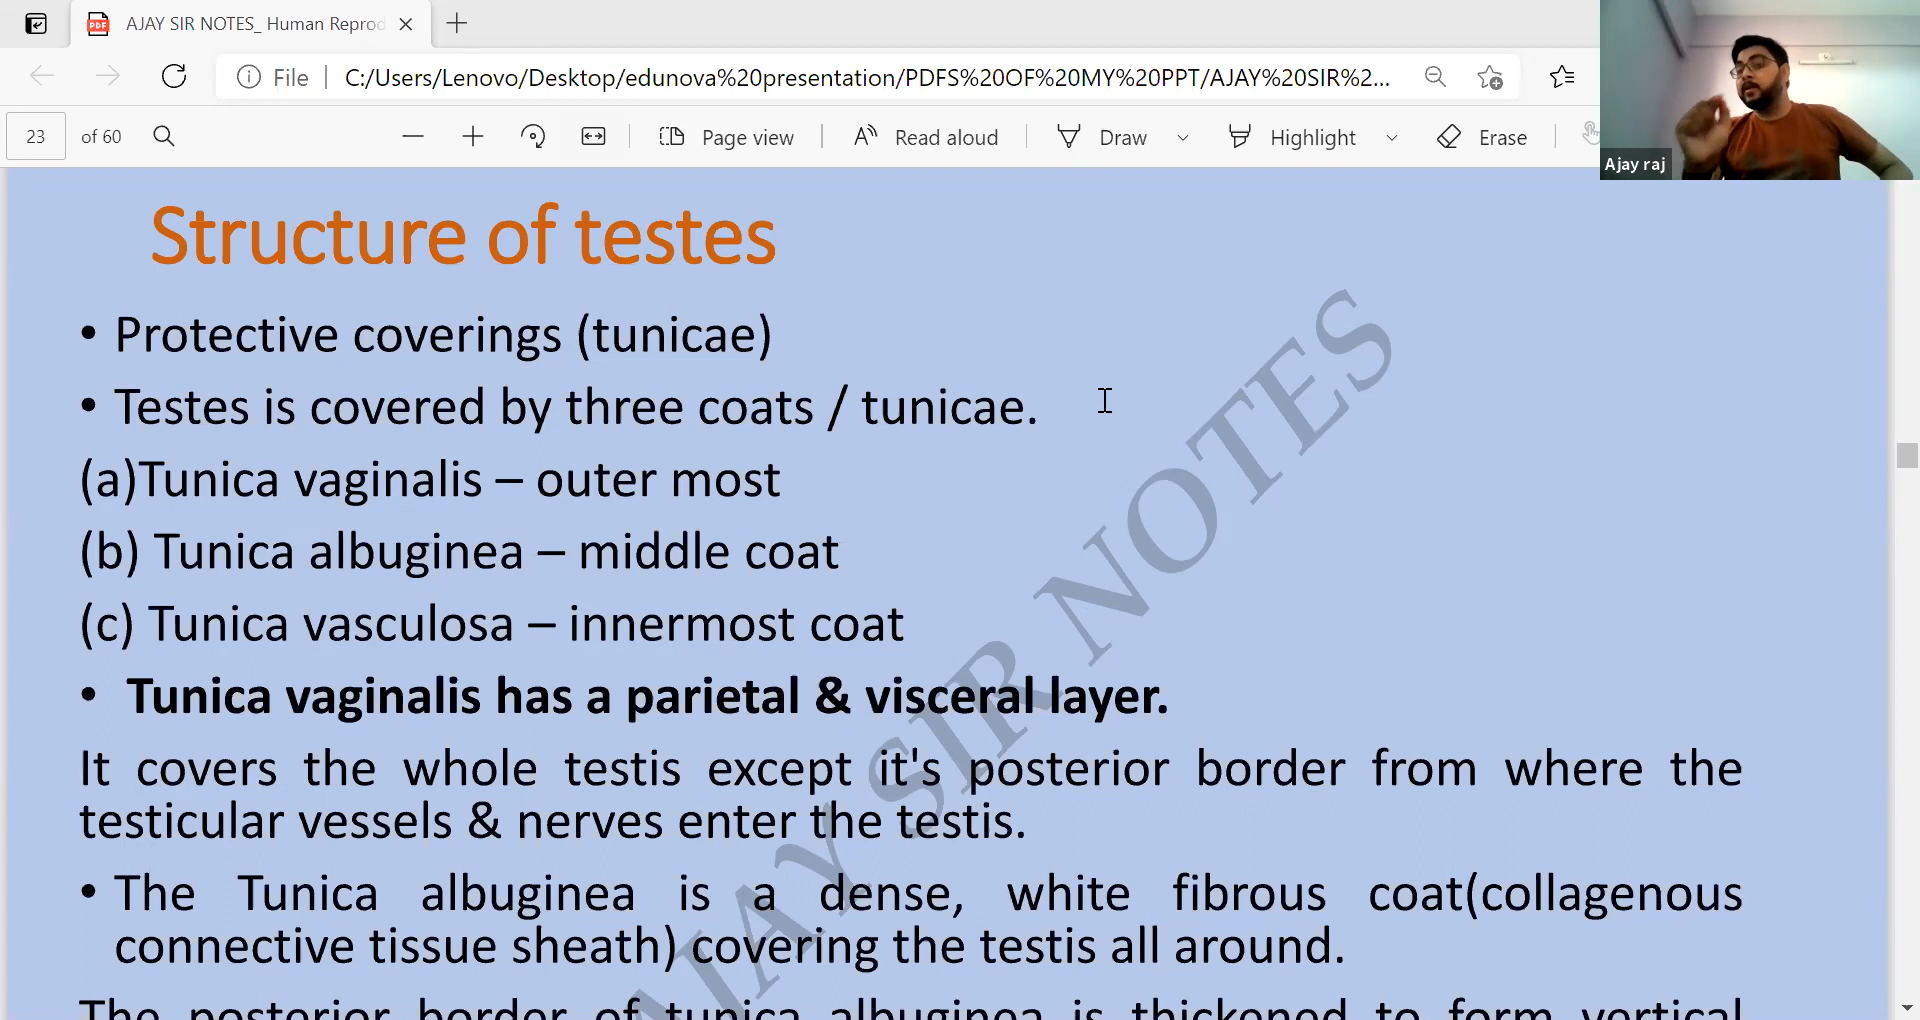 AJAY SIR NOTES_ Human Reprod
File
C:/Users/Lenovo/Desktop/edunova%20presentation/PDFS%20OF%20MY%20PPT/AJAY%20SIR%2...
23 of 60
Page view
Read aloud
Draw
Highlight
Erase
Ajay raj
Structure of testes
• Protective coverings (tunicae)
• Testes is covered by three coats / tunicae.
(a)Tunica vaginalis – outer most
(b) Tunica albuginea – middle coat
(c) Tunica vasculosa – innermost coat
• Tunica vaginalis has a parietal & visceral layer.
It covers the whole testis except it's posterior border from where the
testicular vessels & nerves enter the testis.
• The Tunica albuginea is a dense, white fibrous coat(collagenous
connective tissue sheath) covering the testis all around.
The posterior border of tunica albuginea is thickened to form vertical
AJAY SIR NOTES